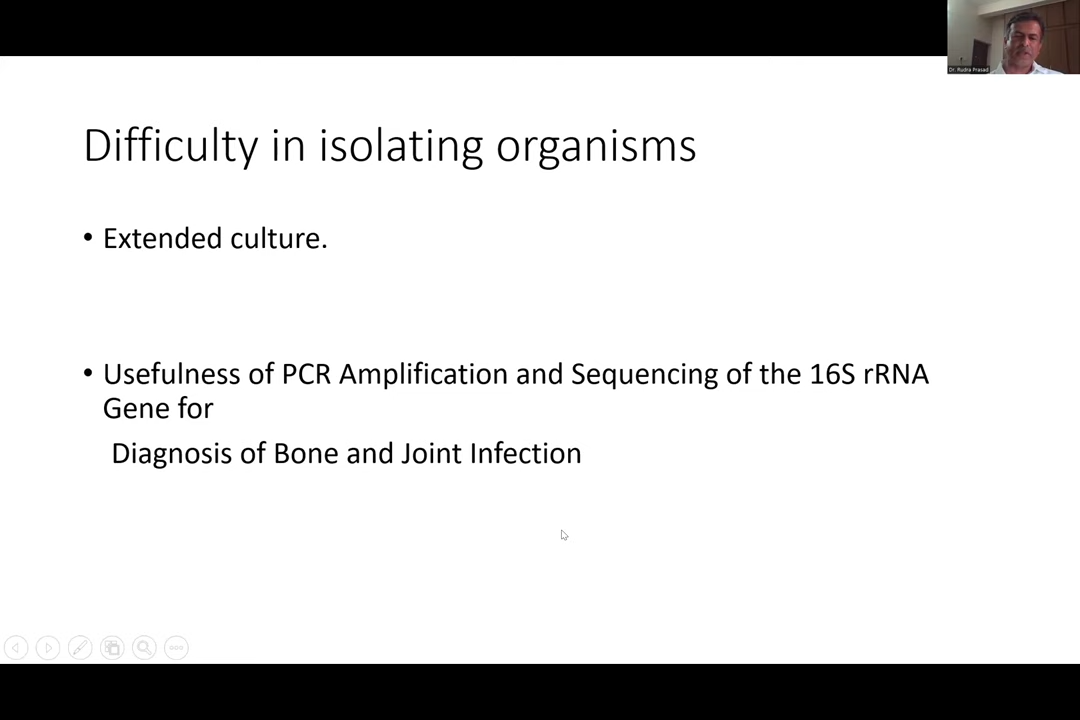 Dr. Rudra Prasad
Difficulty in isolating organisms
• Extended culture.
• Usefulness of PCR Amplification and Sequencing of the 16S rRNA
Gene for
Diagnosis of Bone and Joint Infection